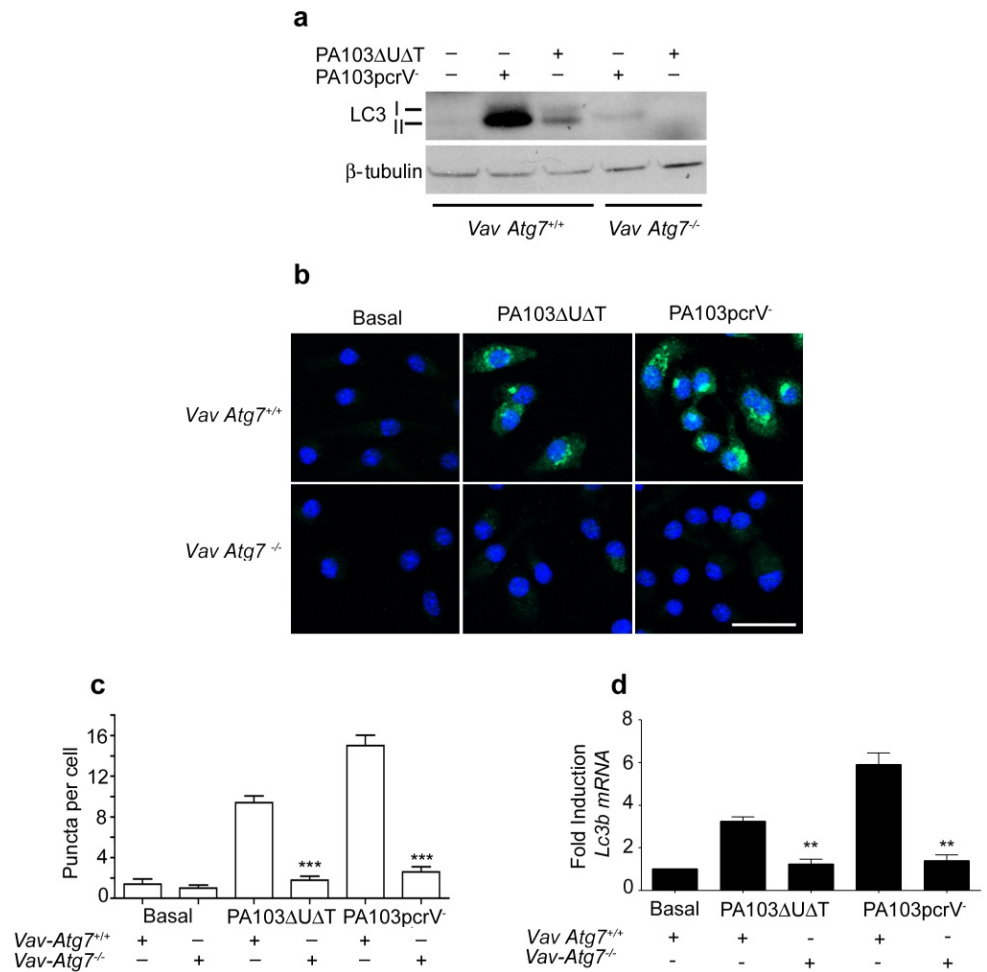 a
PA103ΔUΔT – – + – +
PA103pcrV⁻ – + – + –
LC3 I
II
β-tubulin
Vav Atg7⁺/⁺ Vav Atg7⁻/⁻
b
Basal PA103ΔUΔT PA103pcrV⁻
Vav Atg7⁺/⁺
Vav Atg7 ⁻/⁻
c
Puncta per cell
16
12
8
4
0
*** ***
Basal PA103ΔUΔT PA103pcrV⁻
Vav-Atg7⁺/⁺ + – + – + –
Vav-Atg7⁻/⁻ – + – + – +
d
Fold Induction
Lc3b mRNA
8
6
4
2
0
** **
Basal PA103ΔUΔT PA103pcrV⁻
Vav Atg7⁺/⁺ + + - + -
Vav-Atg7⁻/⁻ - - + - +